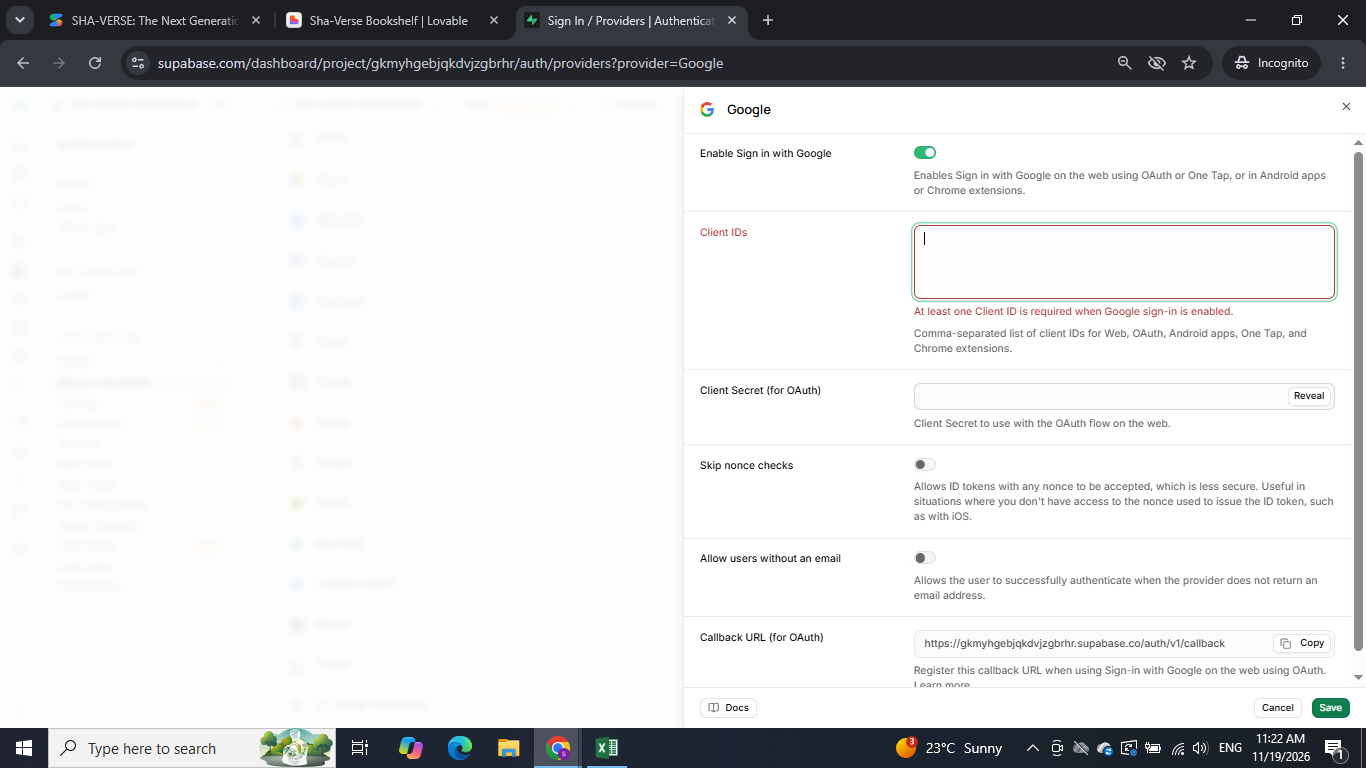 SHA-VERSE: The Next Generatio
Sha-Verse Bookshelf | Lovable
Sign In / Providers | Authenticat
supabase.com/dashboard/project/gkmyhgebjqkdvjzgbrhr/auth/providers?provider=Google
Incognito
Google
Enable Sign in with Google
Enables Sign in with Google on the web using OAuth or One Tap, or in Android apps
or Chrome extensions.
Client IDs
At least one Client ID is required when Google sign-in is enabled.
Comma-separated list of client IDs for Web, OAuth, Android apps, One Tap, and
Chrome extensions.
Client Secret (for OAuth)
Reveal
Client Secret to use with the OAuth flow on the web.
Skip nonce checks
Allows ID tokens with any nonce to be accepted, which is less secure. Useful in
situations where you don't have access to the nonce used to issue the ID token, such
as with iOS.
Allow users without an email
Allows the user to successfully authenticate when the provider does not return an
email address.
Callback URL (for OAuth)
https://gkmyhgebjqkdvjzgbrhr.supabase.co/auth/v1/callback
Copy
Register this callback URL when using Sign-in with Google on the web using OAuth.
Learn more
Docs
Cancel
Save
Type here to search
3
23°C Sunny
ENG
11:22 AM
11/19/2026
1